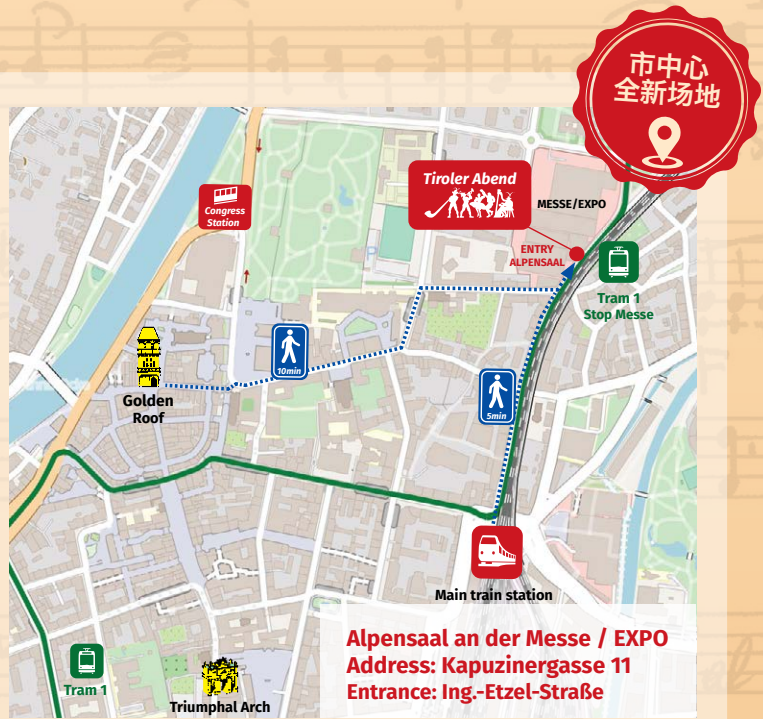 市中心
全新场地
Tiroler Abend
MESSE/EXPO
Congress
Station
ENTRY
ALPENSAAL
Tram 1
Stop Messe
10min
Golden
Roof
5min
Main train station
Alpensaal an der Messe / EXPO
Address: Kapuzinergasse 11
Entrance: Ing.-Etzel-Straße
Tram 1
Triumphal Arch